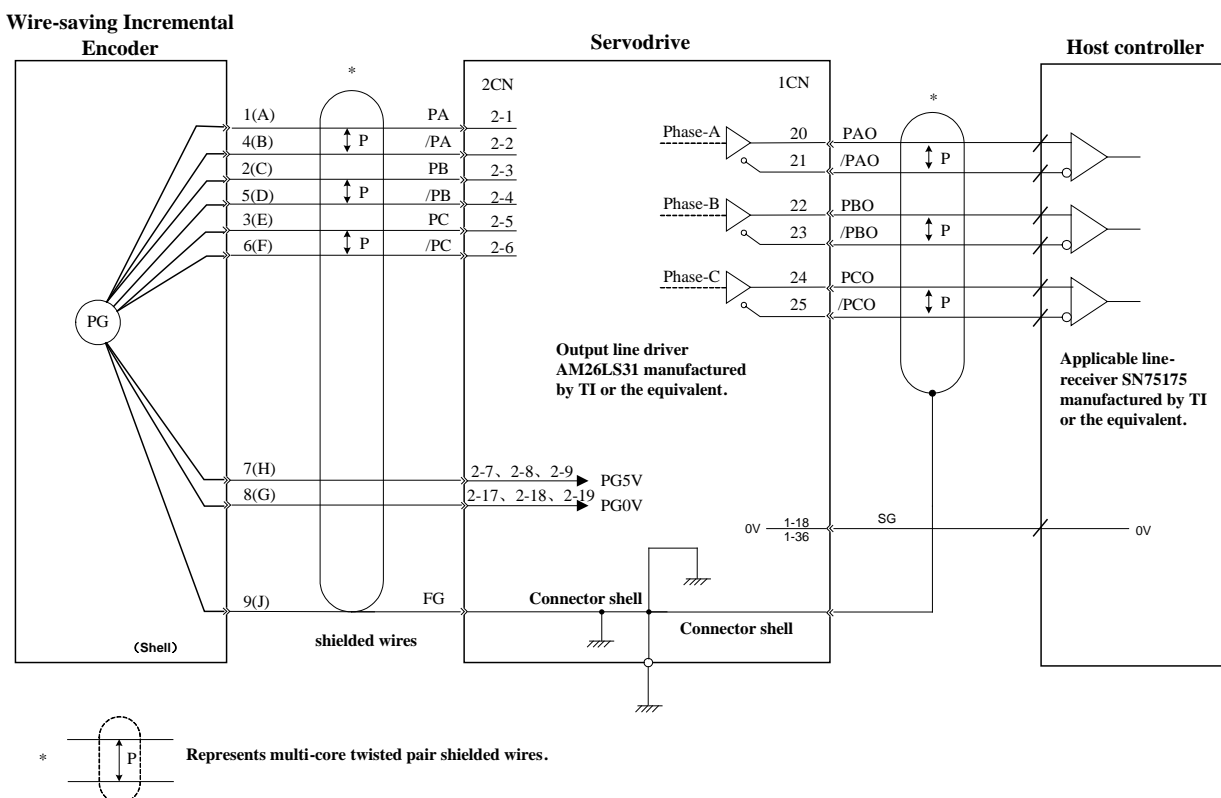 Wire-saving Incremental
Encoder
Servodrive
Host controller
*
2CN
1CN
*
1(A)
PA
2-1
4(B)
P
/PA
2-2
2(C)
PB
2-3
5(D)
P
/PB
2-4
3(E)
PC
2-5
6(F)
P
/PC
2-6
Phase-A
20
PAO
21
/PAO
P
Phase-B
22
PBO
23
/PBO
P
Phase-C
24
PCO
25
/PCO
P
PG
Output line driver
AM26LS31 manufactured
by TI or the equivalent.
Applicable line-
receiver SN75175
manufactured by TI
or the equivalent.
7(H)
2-7、2-8、2-9
PG5V
8(G)
2-17、2-18、2-19
PG0V
0V
1-18
1-36
SG
0V
9(J)
FG
Connector shell
Connector shell
(Shell)
shielded wires
*
P
Represents multi-core twisted pair shielded wires.